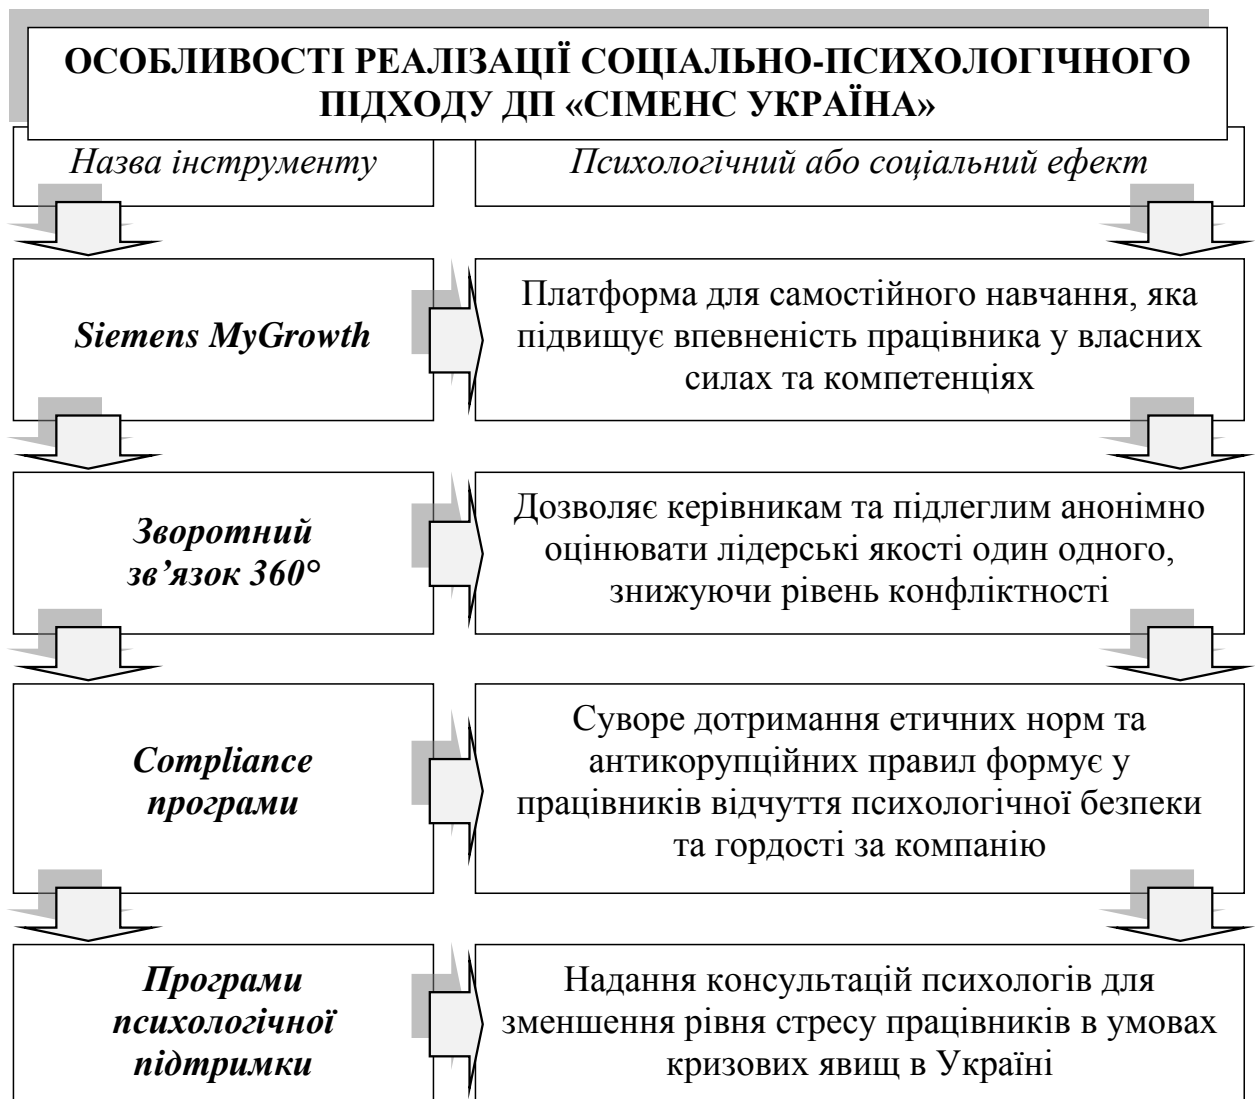 ОСОБЛИВОСТІ РЕАЛІЗАЦІЇ СОЦІАЛЬНО-ПСИХОЛОГІЧНОГО
ПІДХОДУ ДП «СІМЕНС УКРАЇНА»
Назва інструменту
Психологічний або соціальний ефект
Siemens MyGrowth
Платформа для самостійного навчання, яка
підвищує впевненість працівника у власних
силах та компетенціях
Зворотний
зв’язок 360°
Дозволяє керівникам та підлеглим анонімно
оцінювати лідерські якості один одного,
знижуючи рівень конфліктності
Compliance
програми
Суворе дотримання етичних норм та
антикорупційних правил формує у
працівників відчуття психологічної безпеки
та гордості за компанію
Програми
психологічної
підтримки
Надання консультацій психологів для
зменшення рівня стресу працівників в умовах
кризових явищ в Україні